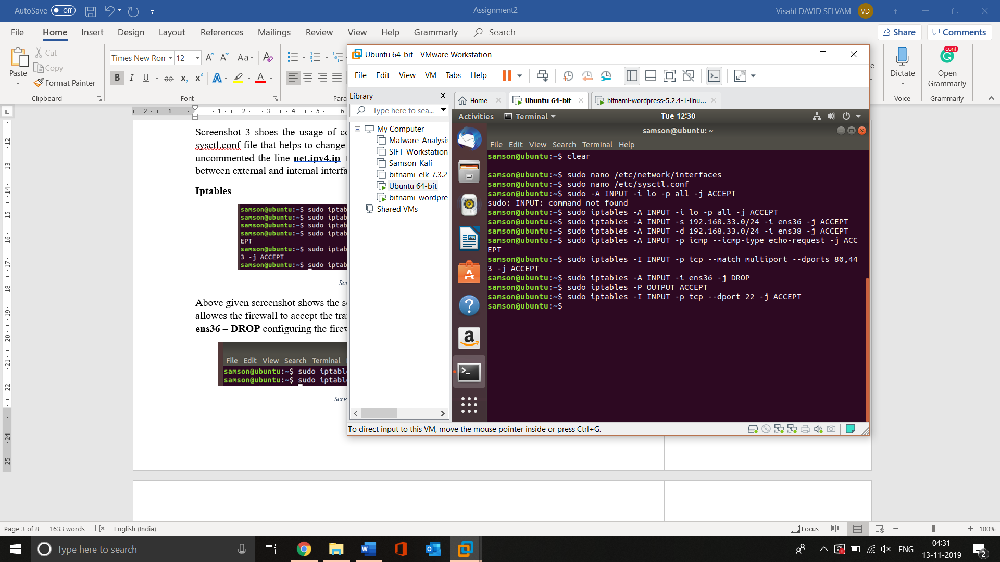 AutoSave Off
Assignment2
Visahl DAVID SELVAM VD
File Home Insert Design Layout References Mailings Review View Help Grammarly Search
Share Comments
Paste
Cut
Copy
Format Painter
Clipboard
Times New Rom 12
Font
Para
Dictate
Voice
conf
Open
Grammarly
Grammarly
Screenshot 3 shoes the usage of
sysctl.conf file that helps to change
uncommented the line net.ipv4.ip_
between external and internal
Iptables
samson@ubuntu:~$ sudo
samson@ubuntu:~$ sudo
samson@ubuntu:~$ sudo
samson@ubuntu:~$ sudo
EPT
samson@ubuntu:~$ sudo
3 -j ACCEPT
samson@ubuntu:~$ sudo
Above given screenshot shows the
allowes the firewall to accept the
ens36 – DROP configuring the
File Edit View Search Terminal
samson@ubuntu:~$ sudo
samson@ubuntu:~$ sudo
Ubuntu 64-bit - VMware Workstation
File Edit View VM Tabs Help
Library
Type here to sea...
My Computer
Malware_Analysis
SIFT-Workstation
Samson_Kali
bitnami-elk-7.3.2-
Ubuntu 64-bit
bitnami-wordpre
Shared VMs
Home Ubuntu 64-bit bitnami-wordpress-5.2.4-1-linu...
Activities Terminal Tue 12:30
samson@ubuntu: ~
File Edit View Search Terminal Help
samson@ubuntu:~$ clear
samson@ubuntu:~$ sudo nano /etc/network/interfaces
samson@ubuntu:~$ sudo nano /etc/sysctl.conf
samson@ubuntu:~$ sudo -A INPUT -i lo -p all -j ACCEPT
sudo: INPUT: command not found
samson@ubuntu:~$ sudo iptables -A INPUT -i lo -p all -j ACCEPT
samson@ubuntu:~$ sudo iptables -A INPUT -s 192.168.33.0/24 -i ens36 -j ACCEPT
samson@ubuntu:~$ sudo iptables -A INPUT -d 192.168.33.0/24 -i ens38 -j ACCEPT
samson@ubuntu:~$ sudo iptables -A INPUT -p icmp --icmp-type echo-request -j ACC
EPT
samson@ubuntu:~$ sudo iptables -I INPUT -p tcp --match multiport --dports 80,44
3 -j ACCEPT
samson@ubuntu:~$ sudo iptables -A INPUT -i ens36 -j DROP
samson@ubuntu:~$ sudo iptables -P OUTPUT ACCEPT
samson@ubuntu:~$ sudo iptables -I INPUT -p tcp --dport 22 -j ACCEPT
samson@ubuntu:~$
To direct input to this VM, move the mouse pointer inside or press Ctrl+G.
Page 3 of 8 1633 words English (India)
Focus 100%
Type here to search
ENG
04:31
13-11-2019
2